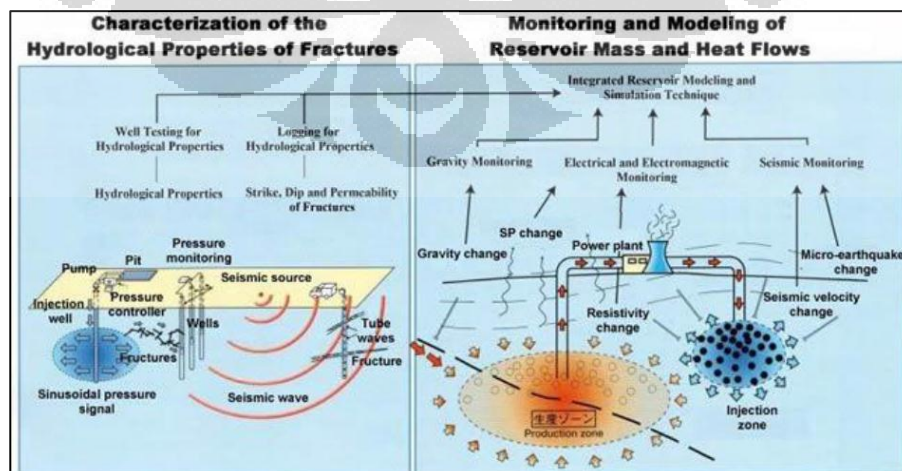 Characterization of the
Hydrological Properties of Fractures
Well Testing for
Hydrological Properties
Logging for
Hydrological Properties
Hydrological Properties
Strike, Dip and Permeability
of Fractures
Pressure
monitoring
Pit
Pump
Seismic source
Injection
well
Pressure
controller
Wells
Tube
waves
Fractures
Fracture
Sinusoidal pressure
signal
Seismic wave
Monitoring and Modeling of
Reservoir Mass and Heat Flows
Integrated Reservoir Modeling and
Simulation Technique
Gravity Monitoring
Electrical and Electromagnetic
Monitoring
Seismic Monitoring
SP change
Gravity change
Power plant
Micro-earthquake
change
Resistivity
change
Seismic velocity
change
生産ゾーン
Production zone
Injection
zone